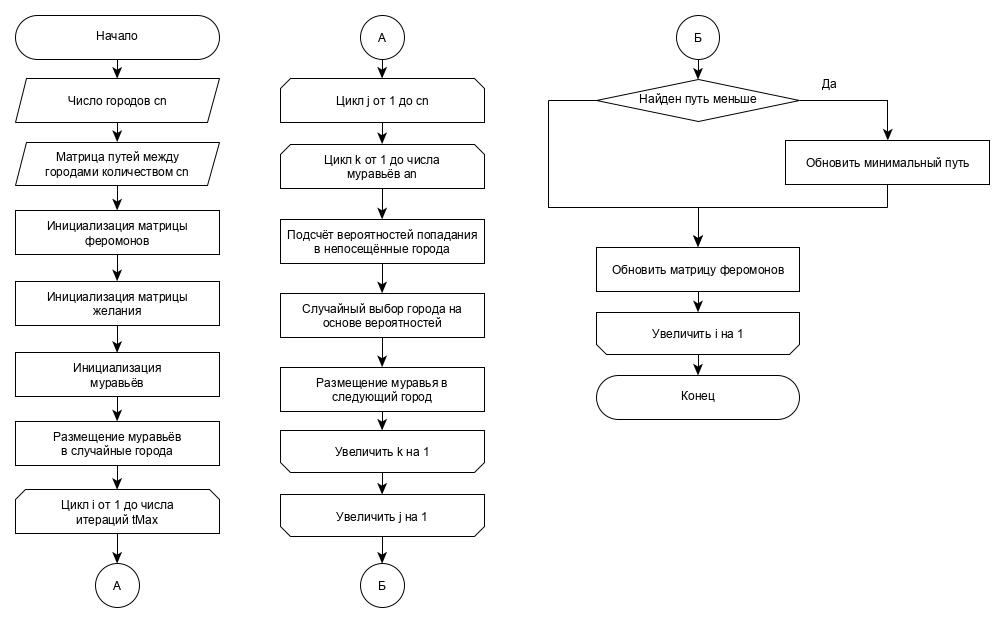 Начало
Число городов cn
Матрица путей между
городами количеством cn
Инициализация матрицы
феромонов
Инициализация матрицы
желания
Инициализация
муравьёв
Размещение муравьёв
в случайные города
Цикл i от 1 до числа
итераций tMax
А
А
Цикл j от 1 до cn
Цикл k от 1 до числа
муравьёв an
Подсчёт вероятностей попадания
в непосещённые города
Случайный выбор города на
основе вероятностей
Размещение муравья в
следующий город
Увеличить k на 1
Увеличить j на 1
Б
Б
Найден путь меньше
Да
Обновить минимальный путь
Обновить матрицу феромонов
Увеличить i на 1
Конец